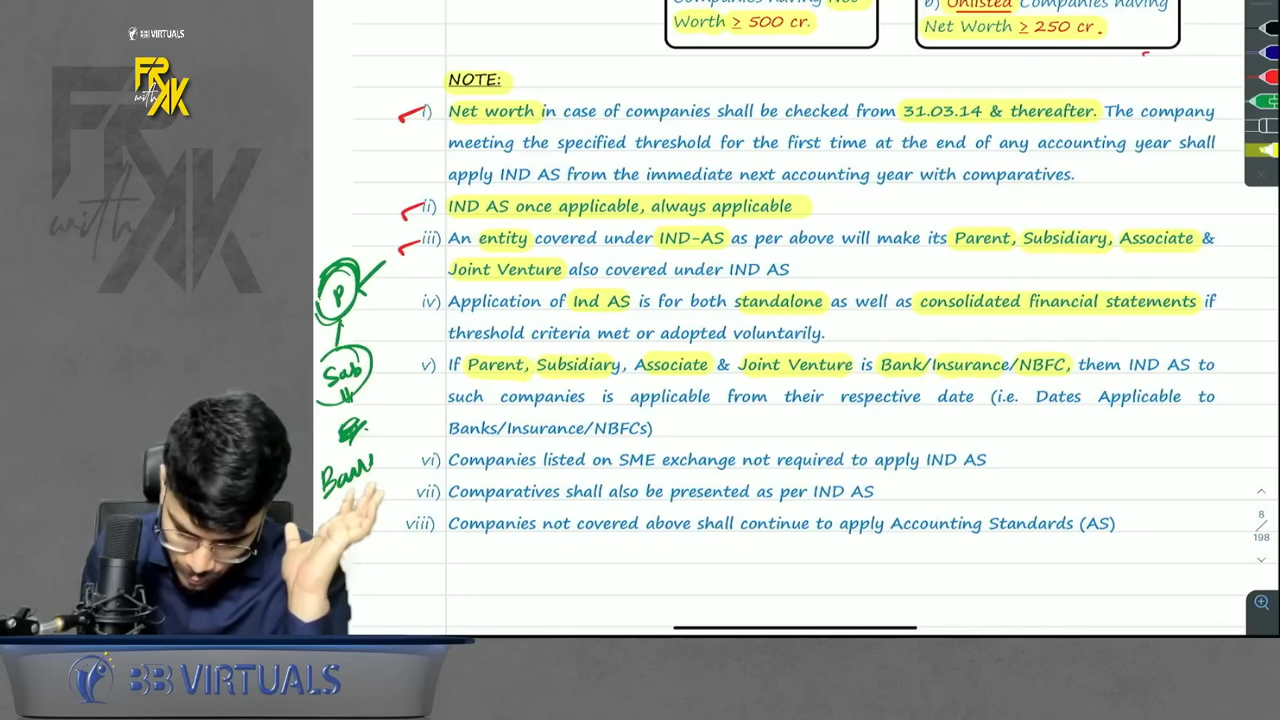 BB VIRTUALS
FR
with
AK
FR
with
AK
Companies having Net
Worth ≥ 500 cr.
b) Unlisted Companies having
Net Worth ≥ 250 cr.
NOTE:
i) Net worth in case of companies shall be checked from 31.03.14 & thereafter. The company
meeting the specified threshold for the first time at the end of any accounting year shall
apply IND AS from the immediate next accounting year with comparatives.
ii) IND AS once applicable, always applicable
iii) An entity covered under IND-AS as per above will make its Parent, Subsidiary, Associate &
Joint Venture also covered under IND AS
iv) Application of Ind AS is for both standalone as well as consolidated financial statements if
threshold criteria met or adopted voluntarily.
v) If Parent, Subsidiary, Associate & Joint Venture is Bank/Insurance/NBFC, them IND AS to
such companies is applicable from their respective date (i.e. Dates Applicable to
Banks/Insurance/NBFCs)
vi) Companies listed on SME exchange not required to apply IND AS
vii) Comparatives shall also be presented as per IND AS
viii) Companies not covered above shall continue to apply Accounting Standards (AS)
P
Sub
Bank
8
/
198
BB VIRTUALS